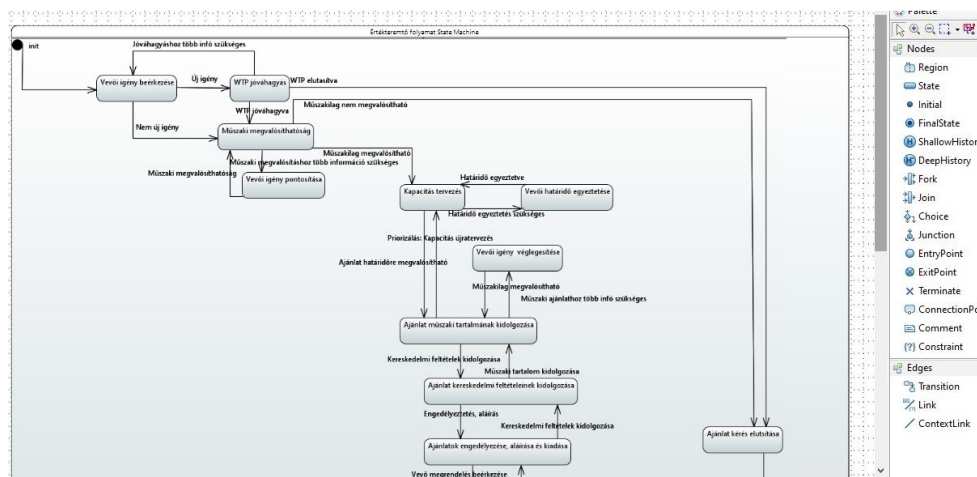 Palette
Értékteremtő folyamat State Machine
init
Jóváhagyáshoz több infó szükséges
Vevői igény beérkezése
Új igény
WTP jóváhagyás
WTP elutasítva
WTP jóváhagyva
Műszakilag nem megvalósítható
Nem új igény
Műszaki megvalósíthatóság
Műszakilag megvalósítható
Műszaki megvalósításhoz több információ szükséges
Műszaki megvalósíthatóság
Vevői igény pontosítása
Határidő egyeztetve
Kapacitás tervezés
Vevői határidő egyeztetése
Határidő egyeztetés szükséges
Priorizálás: Kapacitás újratervezés
Vevői igény véglegesítése
Ajánlat határidőre megvalósítható
Műszakilag megvalósítható
Műszaki ajánlathoz több infó szükséges
Ajánlat műszaki tartalmának kidolgozása
Kereskedelmi feltételek kidolgozása
Műszaki tartalom kidolgozása
Ajánlat kereskedelmi feltételeinek kidolgozása
Engedélyeztetés, aláírás
Kereskedelmi feltételek kidolgozása
Ajánlat kérés elutsítása
Ajánlatok engedélyezése, aláírása és kiadása
Vevő megrendelés beérkezése
Nodes
Region
State
Initial
FinalState
ShallowHistor
DeepHistory
Fork
Join
Choice
Junction
EntryPoint
ExitPoint
Terminate
ConnectionPo
Comment
Constraint
Edges
Transition
Link
ContextLink